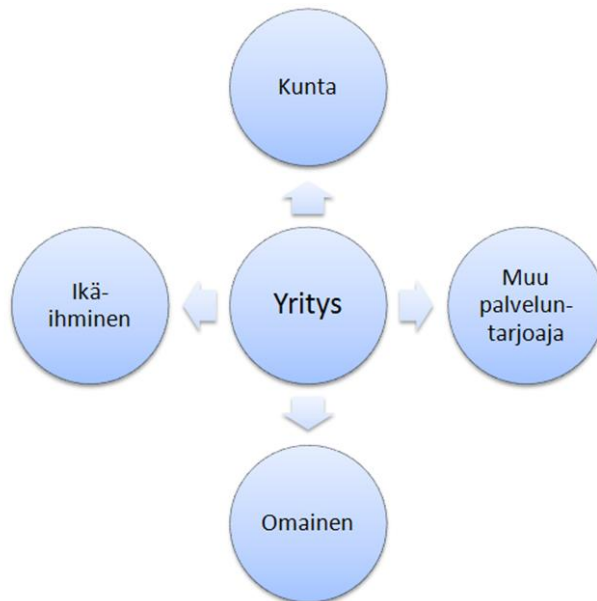 Kunta
Ikä-
ihminen
Yritys
Muu
palvelun-
tarjoaja
Omainen